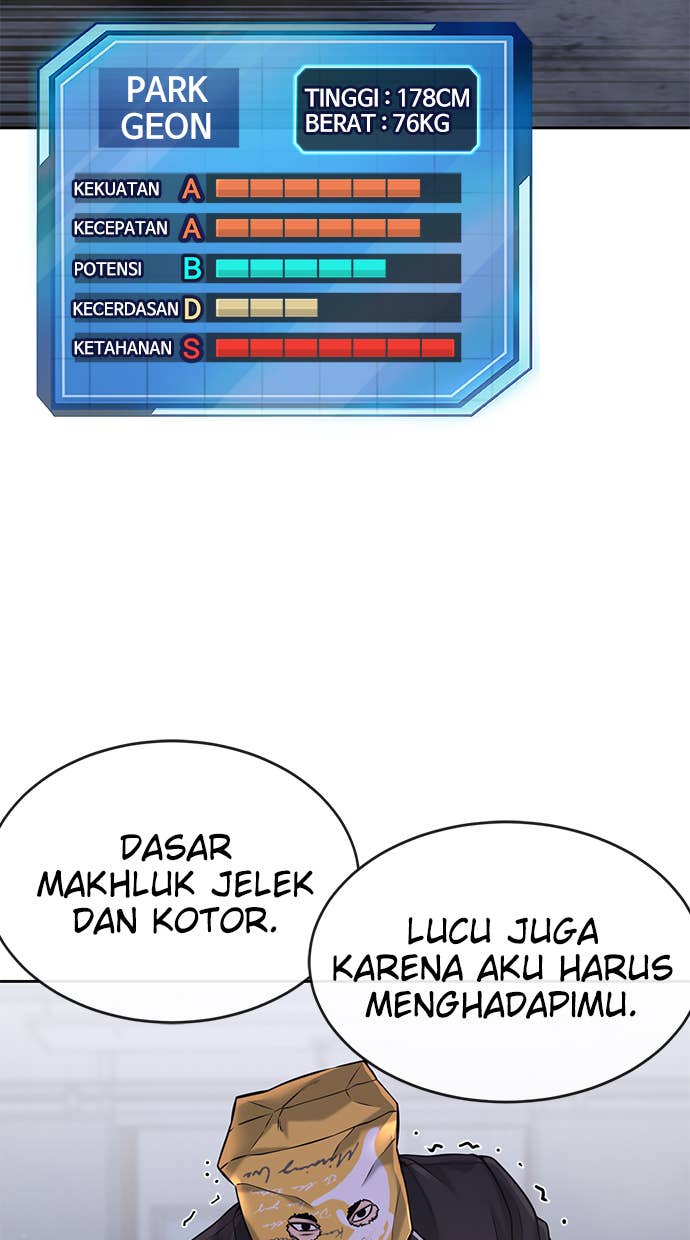 PARK
GEON
TINGGI : 178CM
BERAT : 76KG
KEKUATAN A
KECEPATAN A
POTENSI B
KECERDASAN D
KETAHANAN S
DASAR
MAKHLUK JELEK
DAN KOTOR.
LUCU JUGA
KARENA AKU HARUS
MENGHADAPIMU.